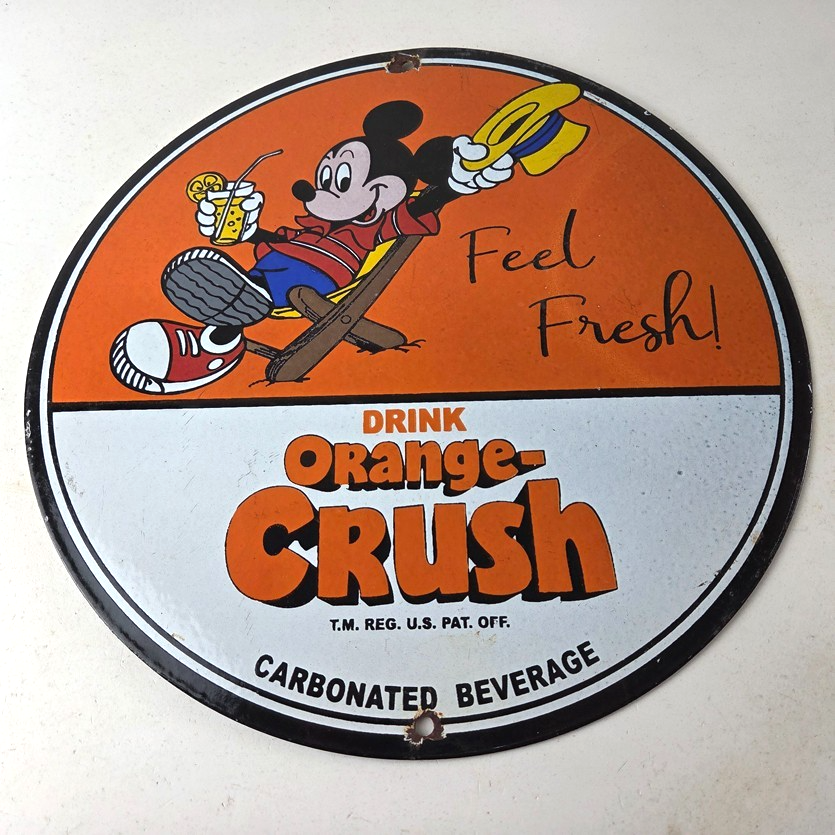 Feel
Fresh!
DRINK
ORange-
CRUSh
T.M. REG. U.S. PAT. OFF.
CARBONATED BEVERAGE